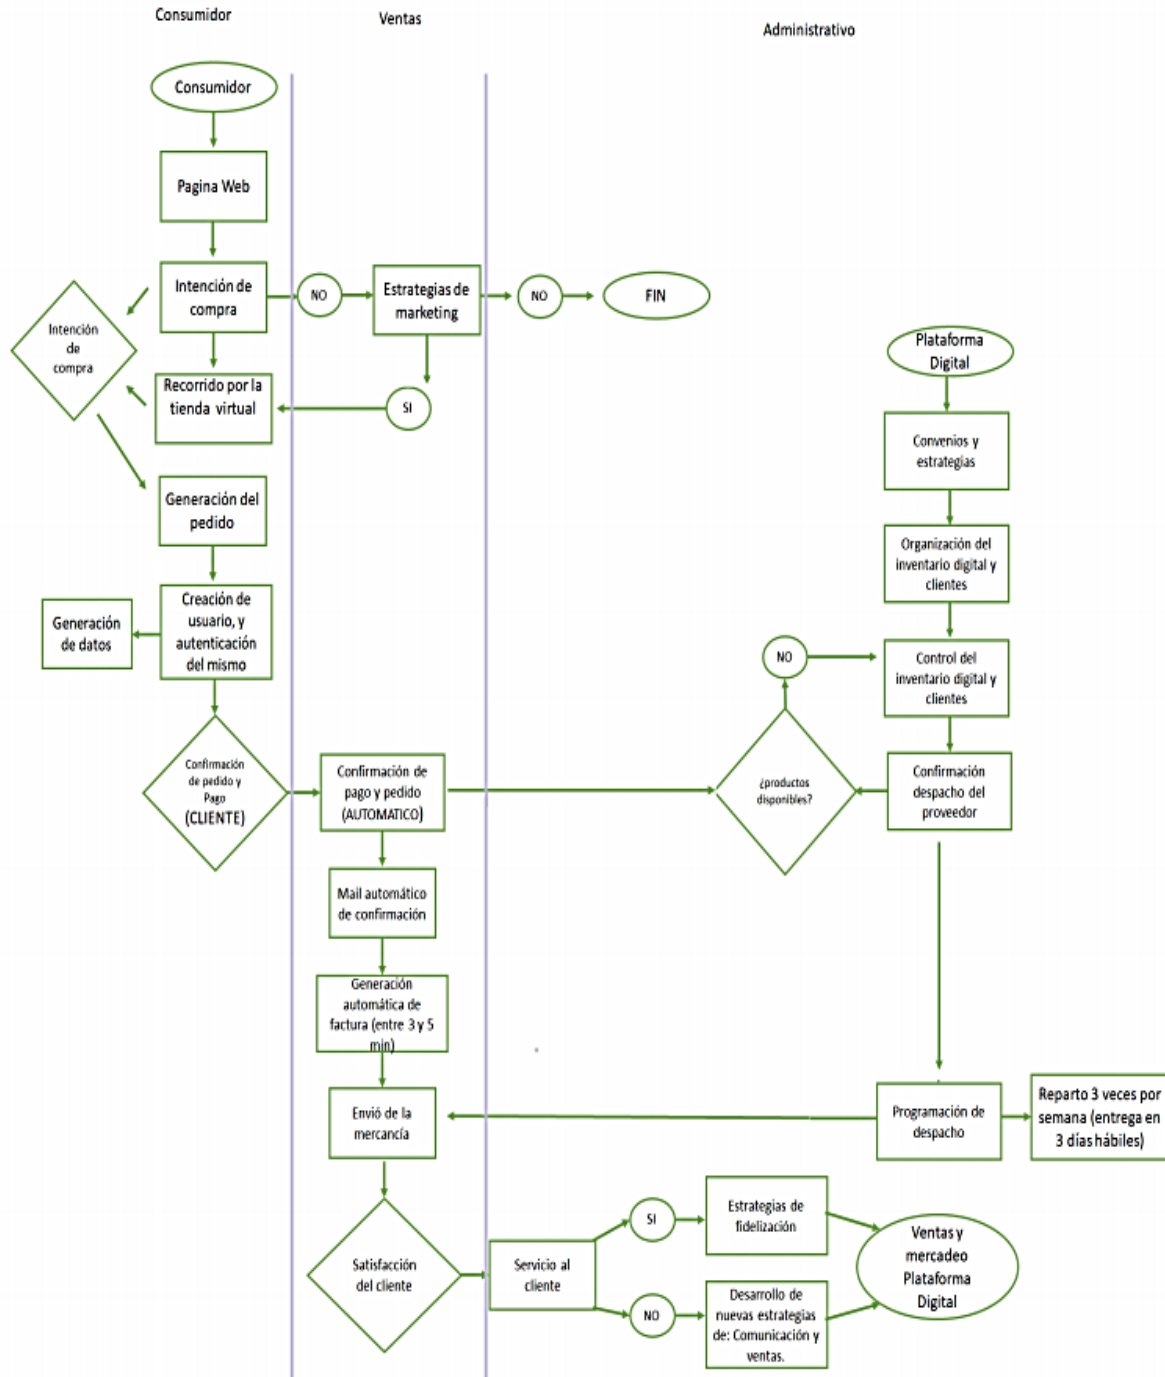 Consumidor
Ventas
Administrativo
Consumidor
Pagina Web
Intención de
compra
NO
Estrategias de
marketing
NO
FIN
Intención
de
compra
Recorrido por la
tienda virtual
SI
Plataforma
Digital
Convenios y
estrategias
Generación del
pedido
Organización del
inventario digital y
clientes
Creación de
usuario, y
autenticación
del mismo
Generación
de datos
NO
Control del
inventario digital y
clientes
Confirmación
de pedido y
Pago
(CLIENTE)
Confirmación de
pago y pedido
(AUTOMATICO)
¿productos
disponibles?
Confirmación
despacho del
proveedor
Mail automático
de confirmación
Generación
automática de
factura (entre 3 y 5
min)
Envió de la
mercancía
Programación de
despacho
Reparto 3 veces por
semana (entrega en
3 días hábiles)
Satisfacción
del cliente
Servicio al
cliente
SI
Estrategias de
fidelización
NO
Desarrollo de
nuevas estrategias
de: Comunicación y
ventas.
Ventas y
mercadeo
Plataforma
Digital